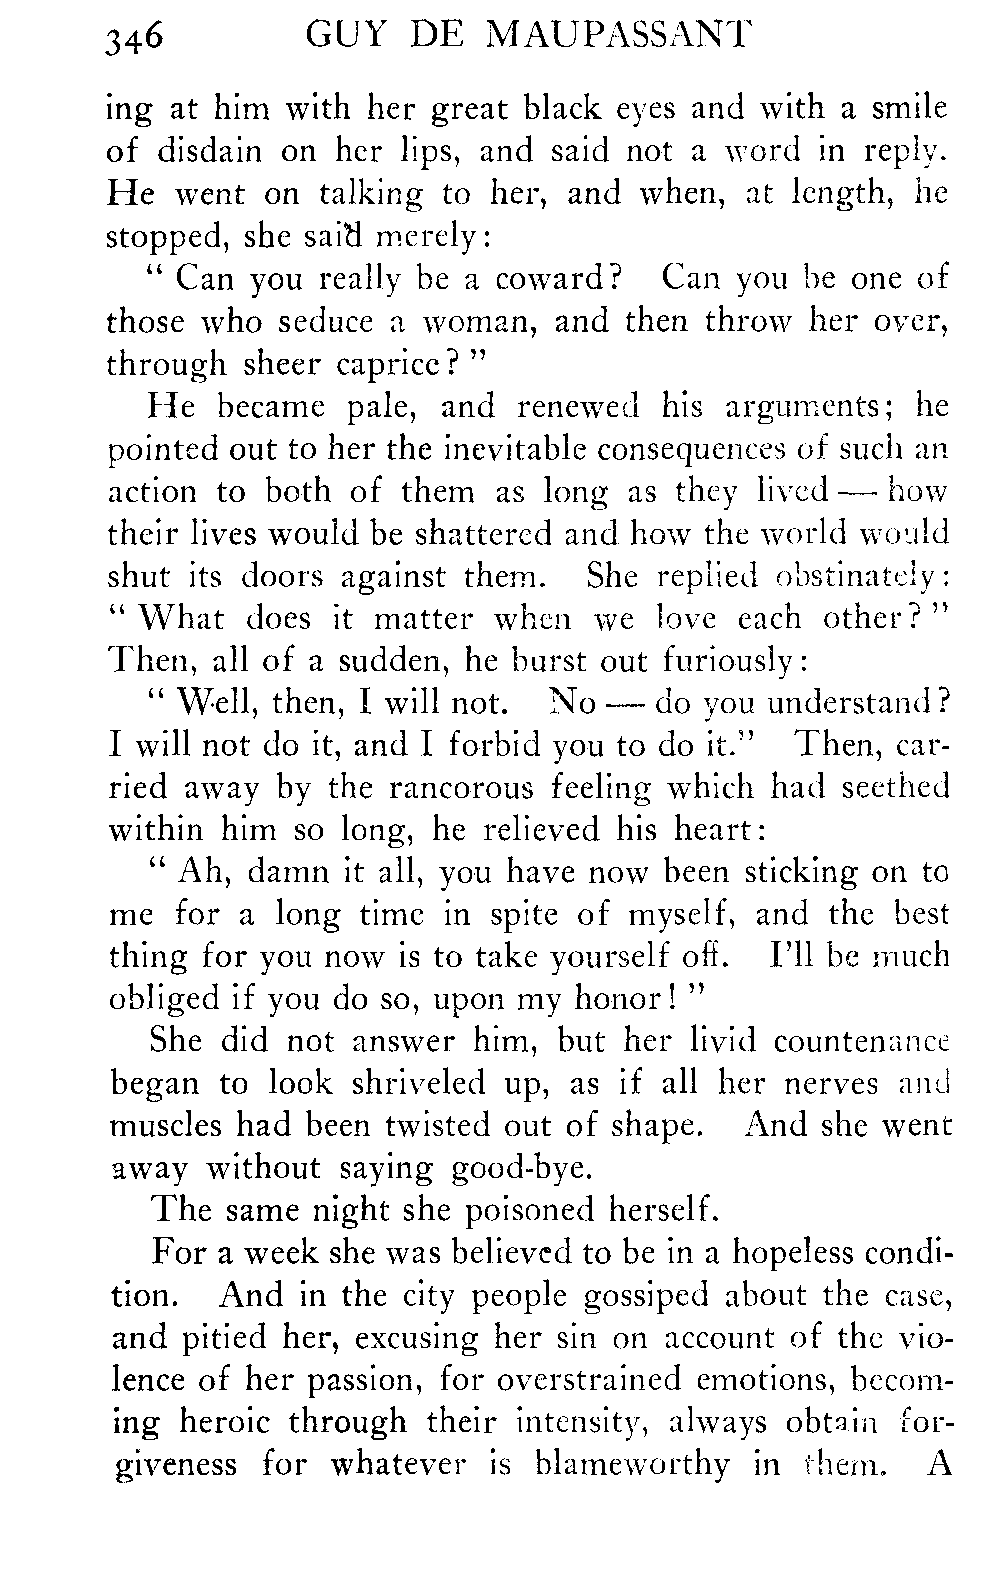 346 GUY DE MAUPASSANT
ing at him with her great black eyes and with a smile
of disdain on her lips, and said not a word in reply.
He went on talking to her, and when, at length, he
stopped, she said merely:
“ Can you really be a coward? Can you be one of
those who seduce a woman, and then throw her over,
through sheer caprice? ”
He became pale, and renewed his arguments; he
pointed out to her the inevitable consequences of such an
action to both of them as long as they lived — how
their lives would be shattered and how the world would
shut its doors against them. She replied obstinately:
“ What does it matter when we love each other? ”
Then, all of a sudden, he burst out furiously:
“ Well, then, I will not. No — do you understand?
I will not do it, and I forbid you to do it.” Then, car-
ried away by the rancorous feeling which had seethed
within him so long, he relieved his heart:
“ Ah, damn it all, you have now been sticking on to
me for a long time in spite of myself, and the best
thing for you now is to take yourself off. I’ll be much
obliged if you do so, upon my honor! ”
She did not answer him, but her livid countenance
began to look shriveled up, as if all her nerves and
muscles had been twisted out of shape. And she went
away without saying good-bye.
The same night she poisoned herself.
For a week she was believed to be in a hopeless condi-
tion. And in the city people gossiped about the case,
and pitied her, excusing her sin on account of the vio-
lence of her passion, for overstrained emotions, becom-
ing heroic through their intensity, always obtain for-
giveness for whatever is blameworthy in them. A